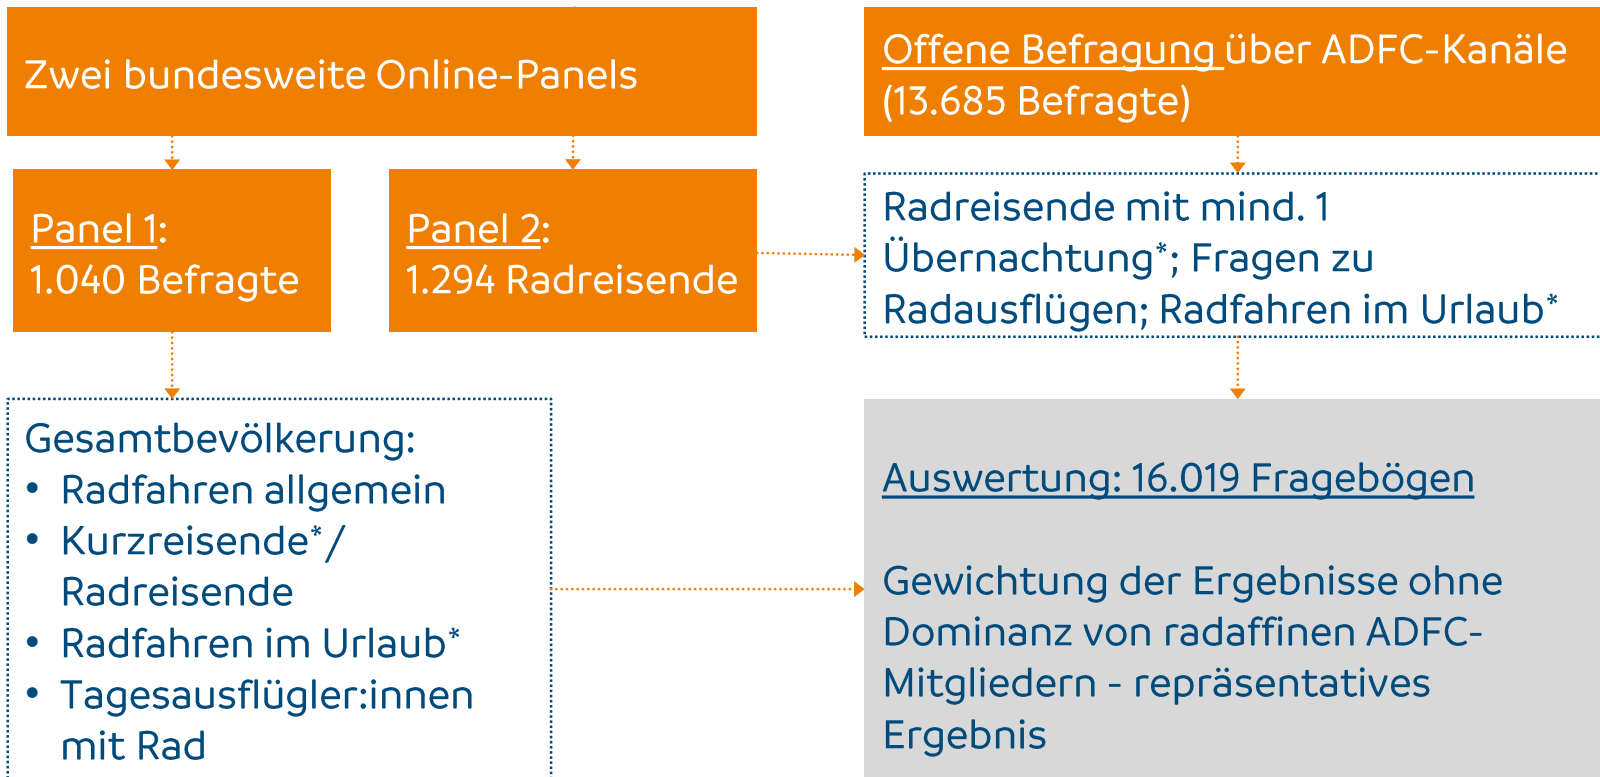 Zwei bundesweite Online-Panels
Offene Befragung über ADFC-Kanäle
(13.685 Befragte)
Panel 1:
1.040 Befragte
Panel 2:
1.294 Radreisende
Radreisende mit mind. 1
Übernachtung*; Fragen zu
Radausflügen; Radfahren im Urlaub*
Gesamtbevölkerung:
• Radfahren allgemein
• Kurzreisende*/
Radreisende
• Radfahren im Urlaub*
• Tagesausflügler:innen
mit Rad
Auswertung: 16.019 Fragebögen
Gewichtung der Ergebnisse ohne
Dominanz von radaffinen ADFC-
Mitgliedern - repräsentatives
Ergebnis